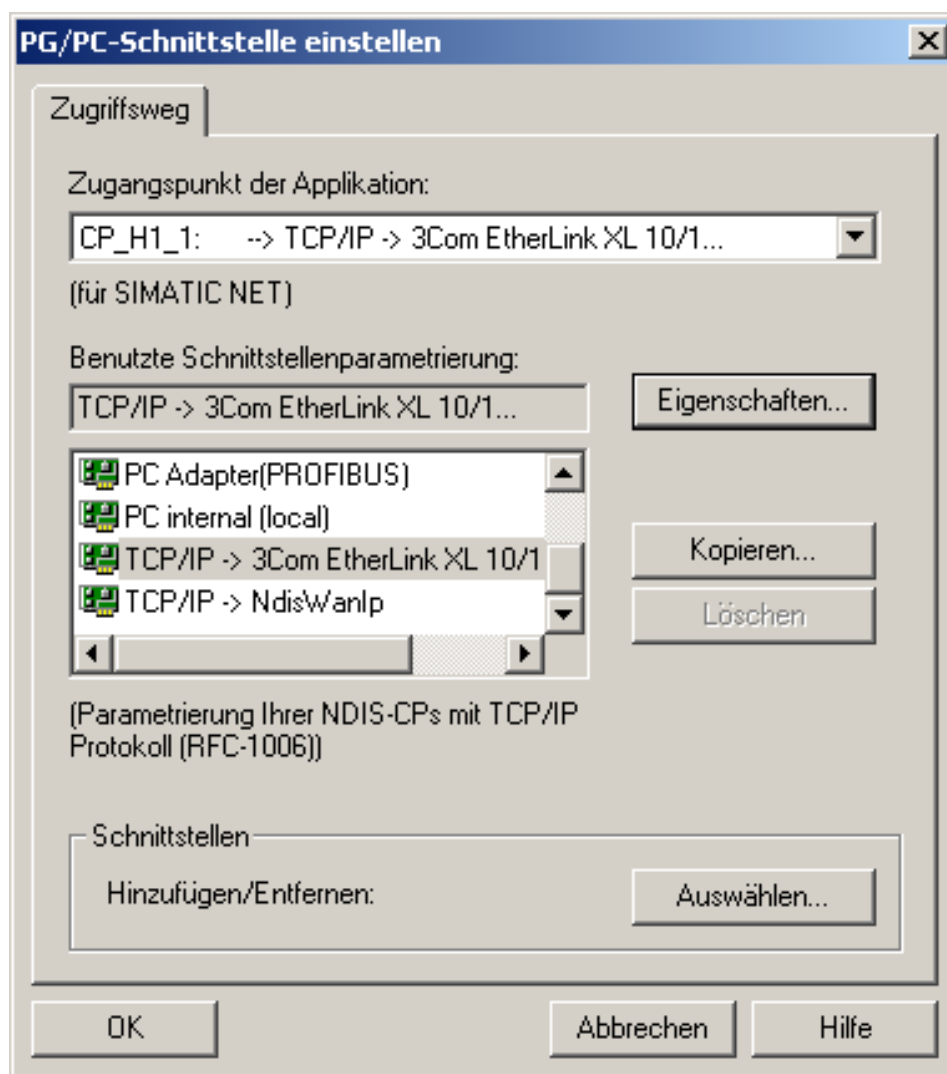 PG/PC-Schnittstelle einstellen
Zugriffsweg
Zugangspunkt der Applikation:
CP_H1_1: --> TCP/IP -> 3Com EtherLink XL 10/1...
(für SIMATIC NET)
Benutzte Schnittstellenparametrierung:
TCP/IP -> 3Com EtherLink XL 10/1...
Eigenschaften...
PC Adapter(PROFIBUS)
PC internal (local)
TCP/IP -> 3Com EtherLink XL 10/1
TCP/IP -> NdisWanIp
Kopieren...
Löschen
(Parametrierung Ihrer NDIS-CPs mit TCP/IP
Protokoll (RFC-1006))
Schnittstellen
Hinzufügen/Entfernen:
Auswählen...
OK
Abbrechen
Hilfe